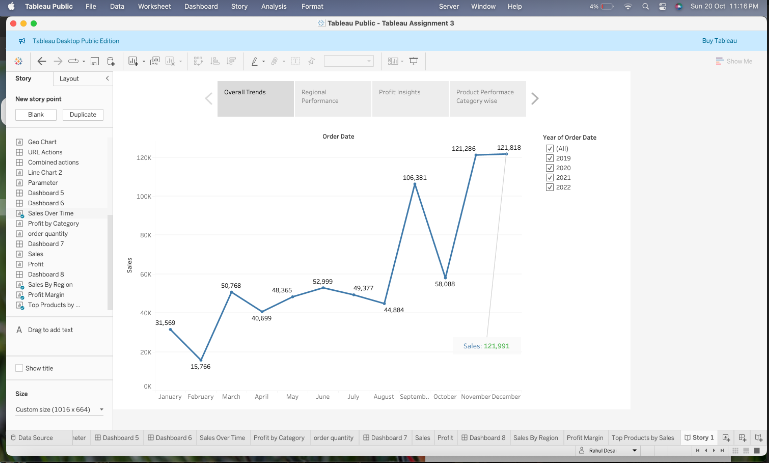 Tableau Public File Data Worksheet Dashboard Story Analysis Format Server Window Help 4% Sun 20 Oct 11:16 PM
Tableau Public - Tableau Assignment 3
Tableau Desktop Public Edition Buy Tableau
Show Me
Story Layout
New story point
Blank Duplicate
Geo Chart
URL Actions
Combined actions
Line Chart 2
Parameter
Dashboard 5
Dashboard 6
Sales Over Time
Profit by Category
order quantity
Dashboard 7
Sales
Profit
Dashboard 8
Sales By Region
Profit Margin
Top Products by ...
A Drag to add text
Show title
Size
Custom size (1016 x 664)
Overall Trends
Regional
Performance
Profit Insights
Product Performace
Category wise
Order Date
Sales
120K
100K
80K
60K
40K
20K
0K
31,569
15,766
50,768
40,699
48,365
52,999
49,377
44,884
106,381
58,088
121,286
121,818
Sales 121,991
January February March April May June July August Septemb.. October November December
Year of Order Date
(All)
2019
2020
2021
2022
Data Source Dashboard 5 Dashboard 6 Sales Over Time Profit by Category order quantity Dashboard 7 Sales Profit Dashboard 8 Sales By Region Profit Margin Top Products by Sales Story 1